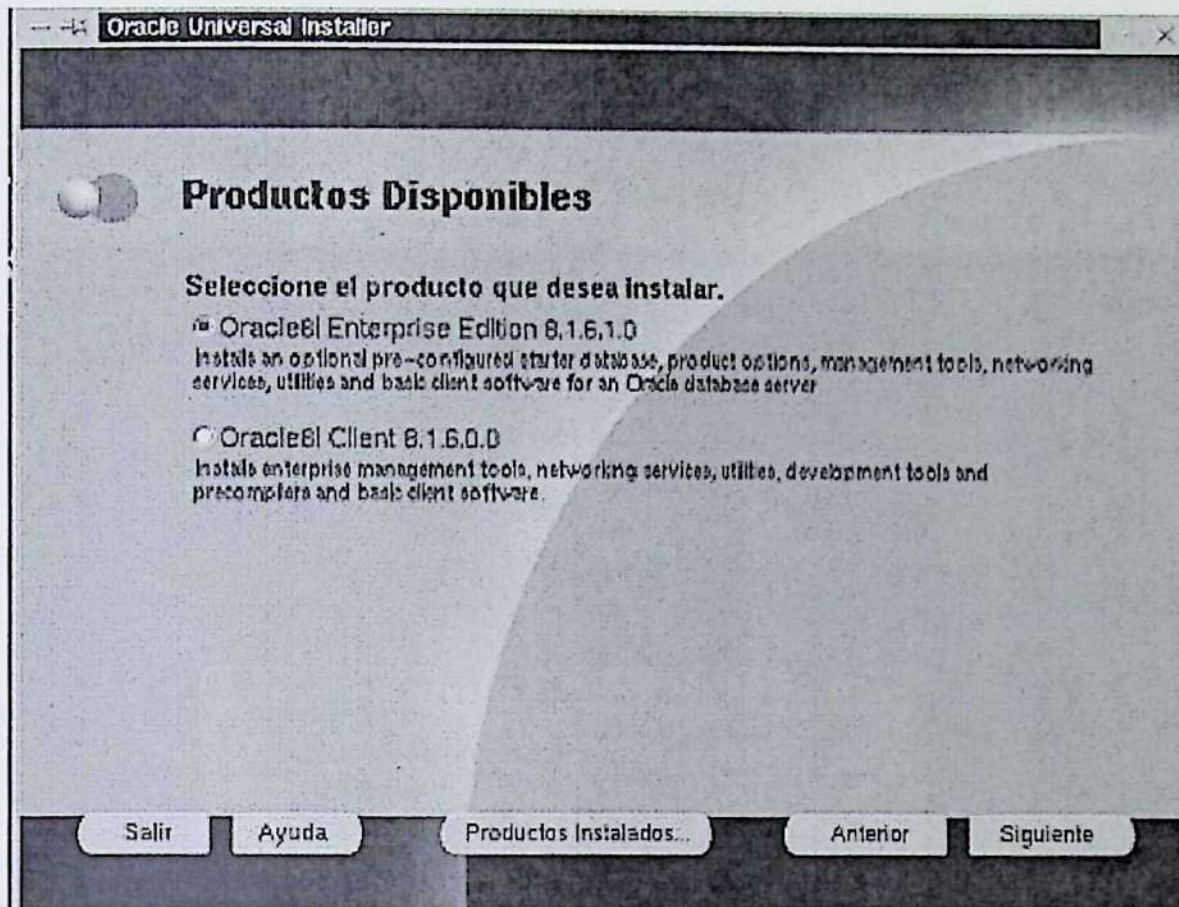 Oracle Universal Installer
Productos Disponibles
Seleccione el producto que desea instalar.
Oracle8i Enterprise Edition 8.1.6.1.0
Installs an optional pre-configured starter database, product options, management tools, networking
services, utilities and basic client software for an Oracle database server
Oracle8i Client 8.1.6.0.0
Installs enterprise management tools, networking services, utilities, development tools and
precompilers and basic client software.
Salir
Ayuda
Productos Instalados...
Anterior
Siguiente